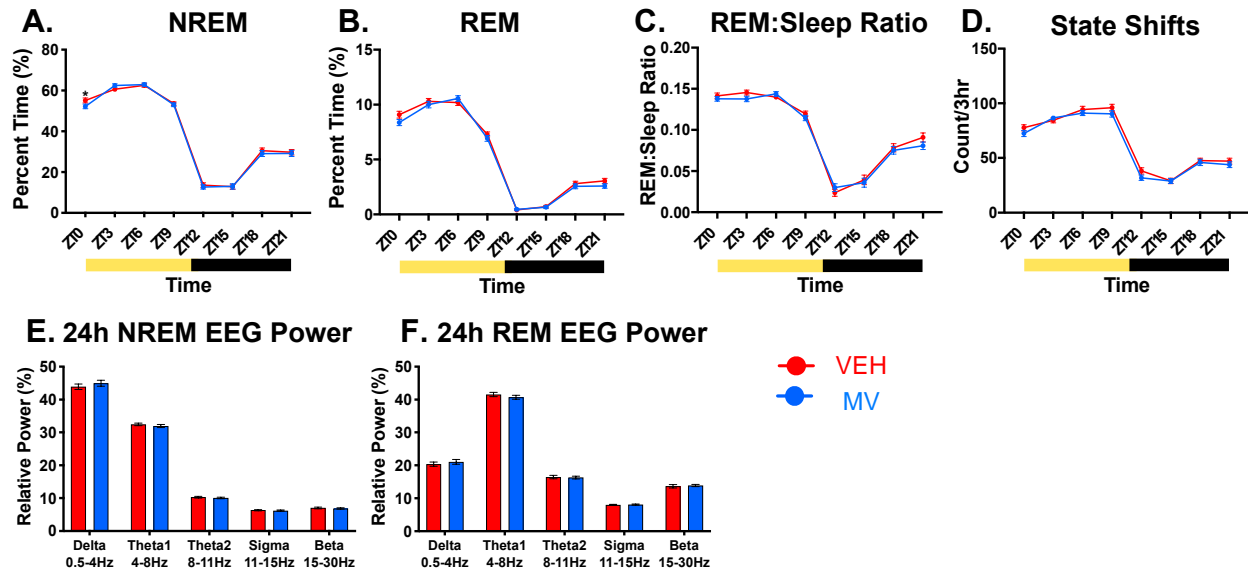 A. NREM
Percent Time (%)
80
60
40
20
0
*
ZT0 ZT3 ZT6 ZT9 ZT12 ZT15 ZT18 ZT21
Time
B. REM
Percent Time (%)
15
10
5
0
ZT0 ZT3 ZT6 ZT9 ZT12 ZT15 ZT18 ZT21
Time
C. REM:Sleep Ratio
REM:Sleep Ratio
0.20
0.15
0.10
0.05
0.00
ZT0 ZT3 ZT6 ZT9 ZT12 ZT15 ZT18 ZT21
Time
D. State Shifts
Count/3hr
150
100
50
0
ZT0 ZT3 ZT6 ZT9 ZT12 ZT15 ZT18 ZT21
Time
E. 24h NREM EEG Power
Relative Power (%)
50
40
30
20
10
0
Delta Theta1 Theta2 Sigma Beta
0.5-4Hz 4-8Hz 8-11Hz 11-15Hz 15-30Hz
F. 24h REM EEG Power
Relative Power (%)
50
40
30
20
10
0
Delta Theta1 Theta2 Sigma Beta
0.5-4Hz 4-8Hz 8-11Hz 11-15Hz 15-30Hz
VEH
MV